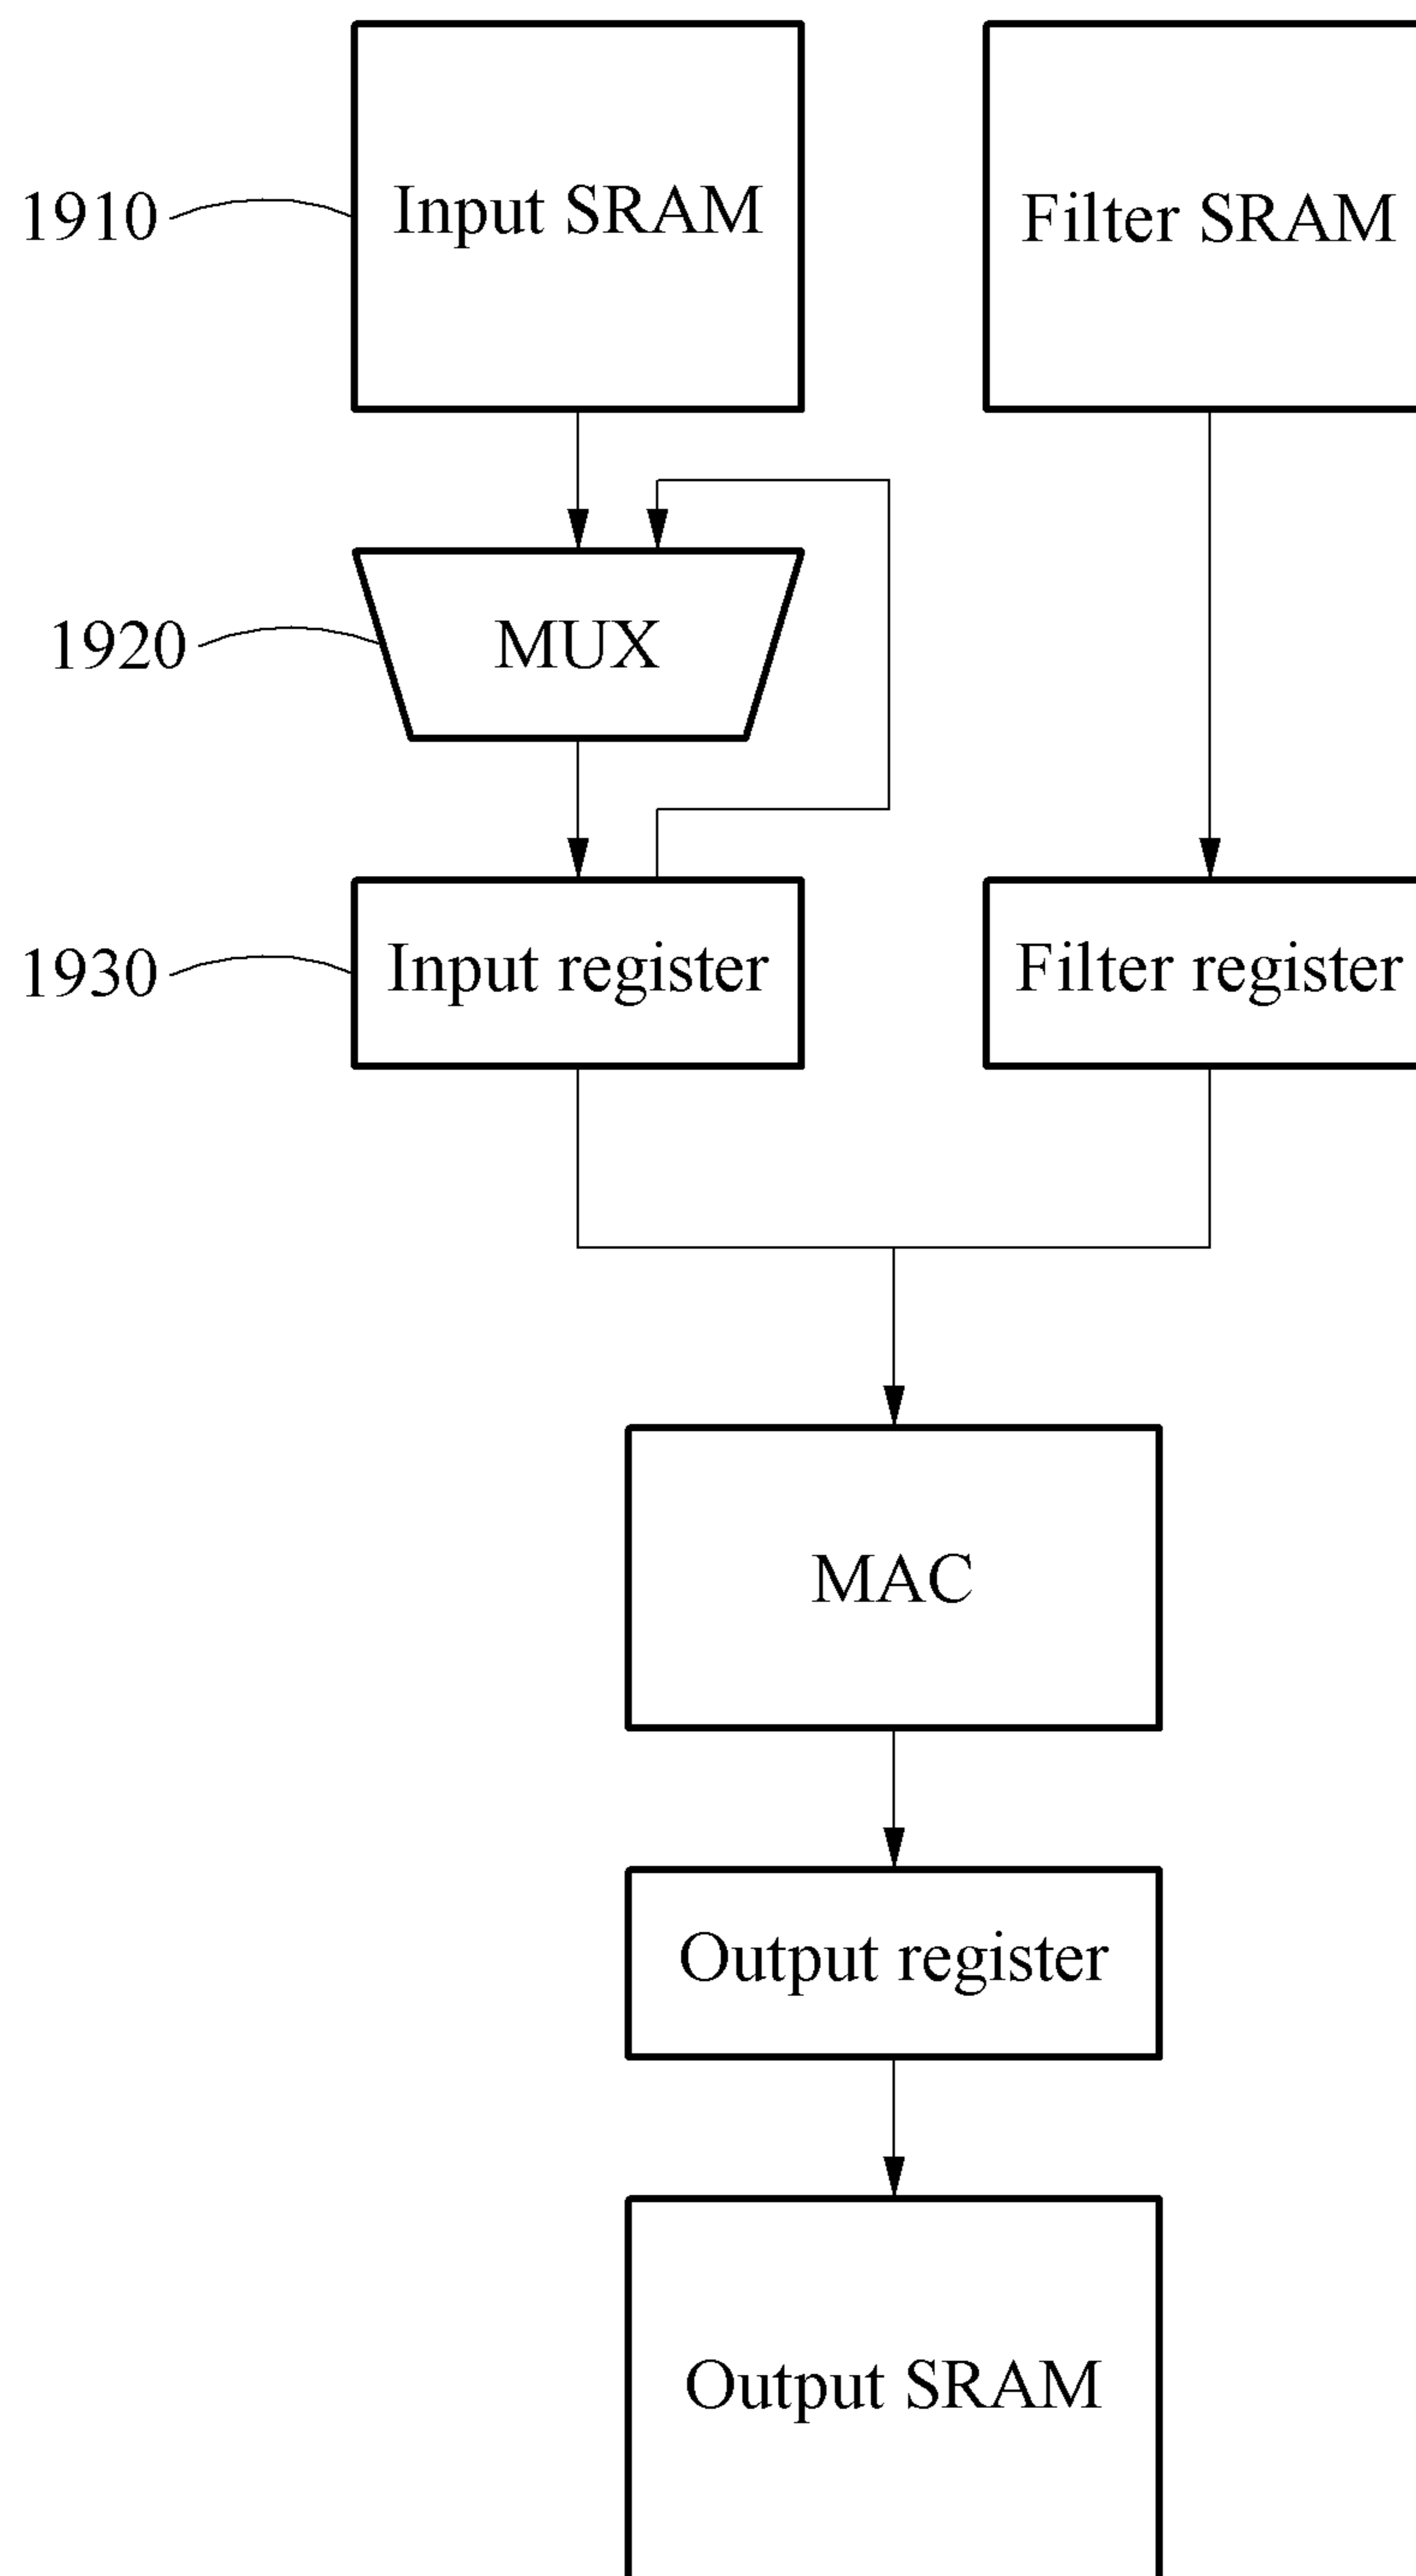 1910
Input SRAM
Filter SRAM
1920
MUX
1930
Input register
Filter register
MAC
Output register
Output SRAM